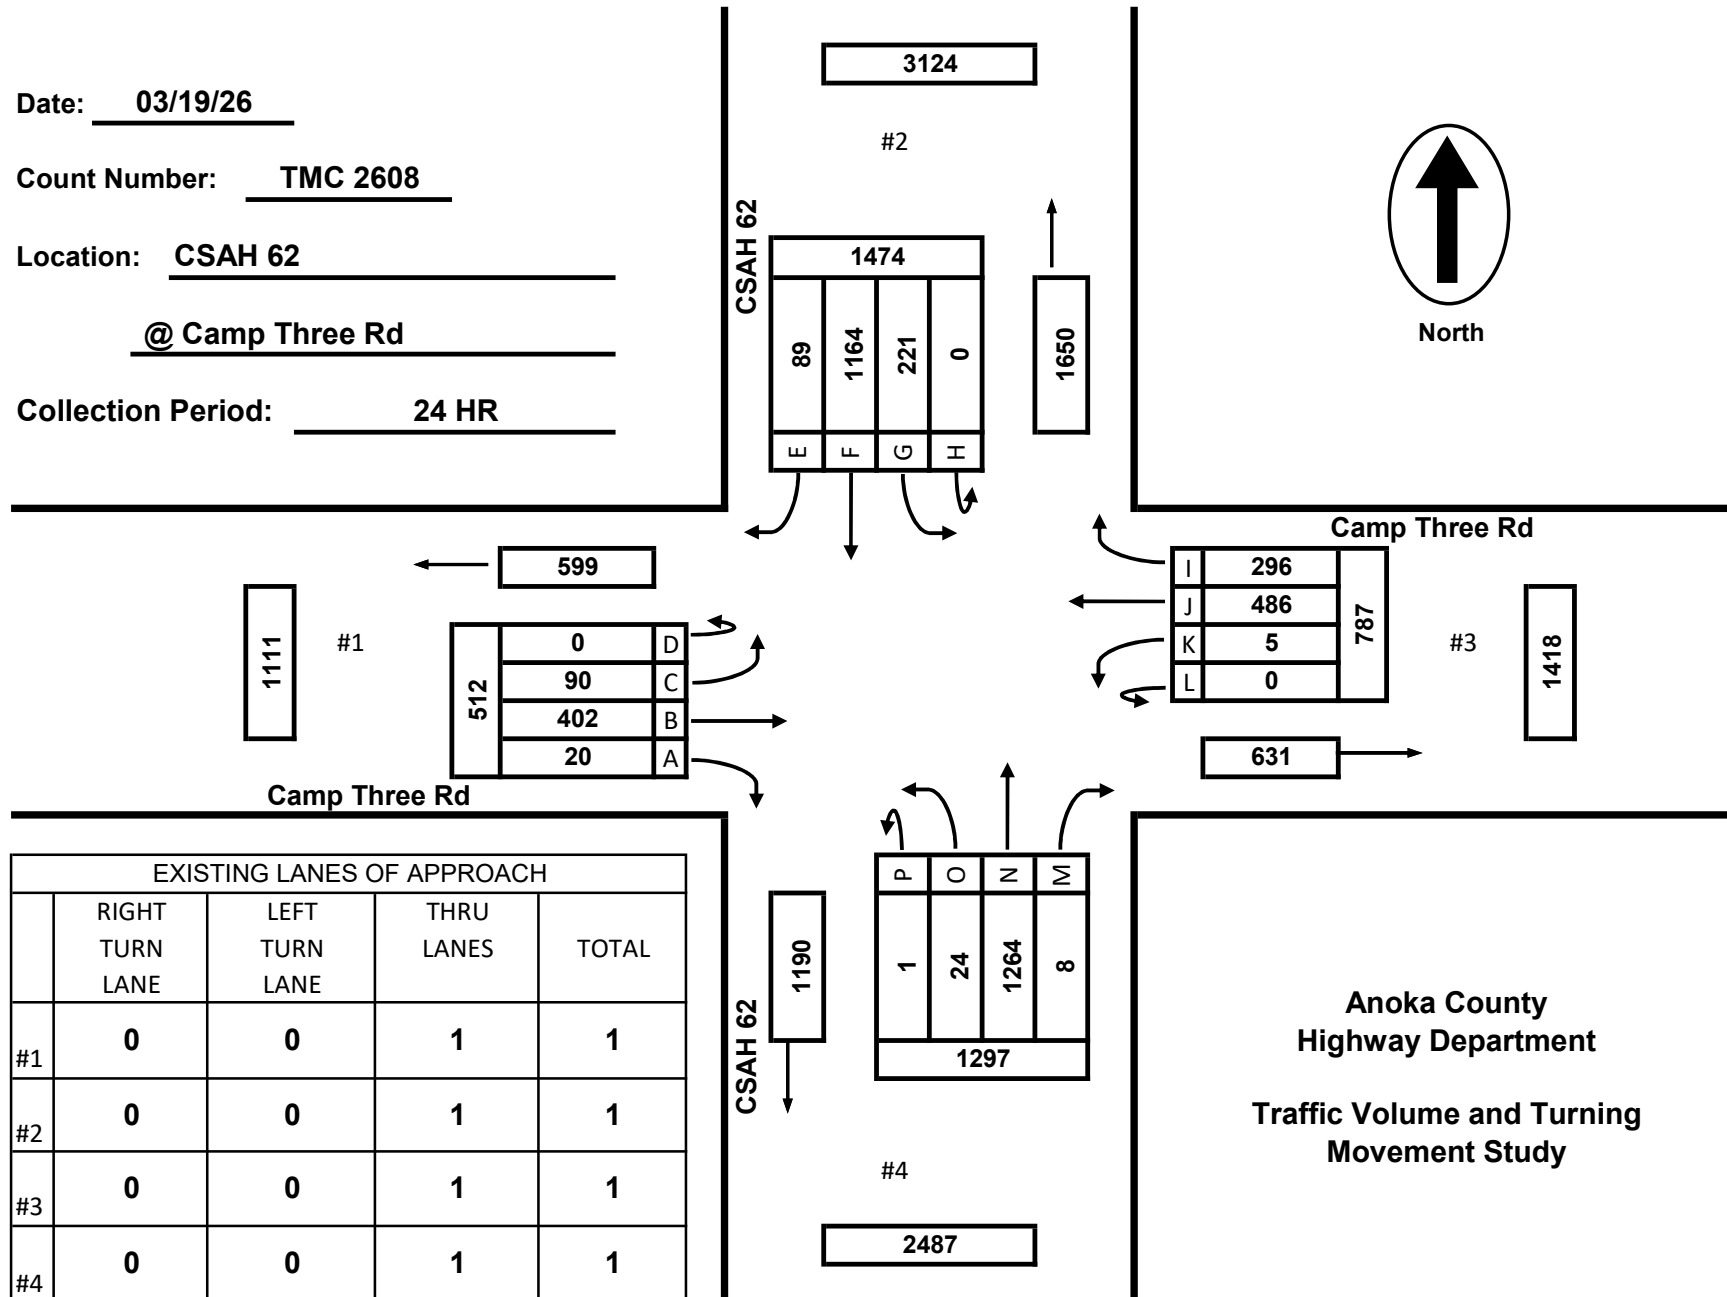 Date: 03/19/26
Count Number: TMC 2608
Location: CSAH 62
@ Camp Three Rd
Collection Period: 24 HR
3124
#2
CSAH 62
1474
89 1164 221 0
E F G H
1650
North
Camp Three Rd
599
1111
#1
512
0 D
90 C
402 B
20 A
Camp Three Rd
I 296
J 486
K 5
L 0
787
#3
1418
631
P O N M
1 24 1264 8
1297
1190
CSAH 62
#4
2487
EXISTING LANES OF APPROACH
RIGHT LEFT THRU
TURN TURN LANES TOTAL
LANE LANE
#1 0 0 1 1
#2 0 0 1 1
#3 0 0 1 1
#4 0 0 1 1
Anoka County
Highway Department
Traffic Volume and Turning
Movement Study